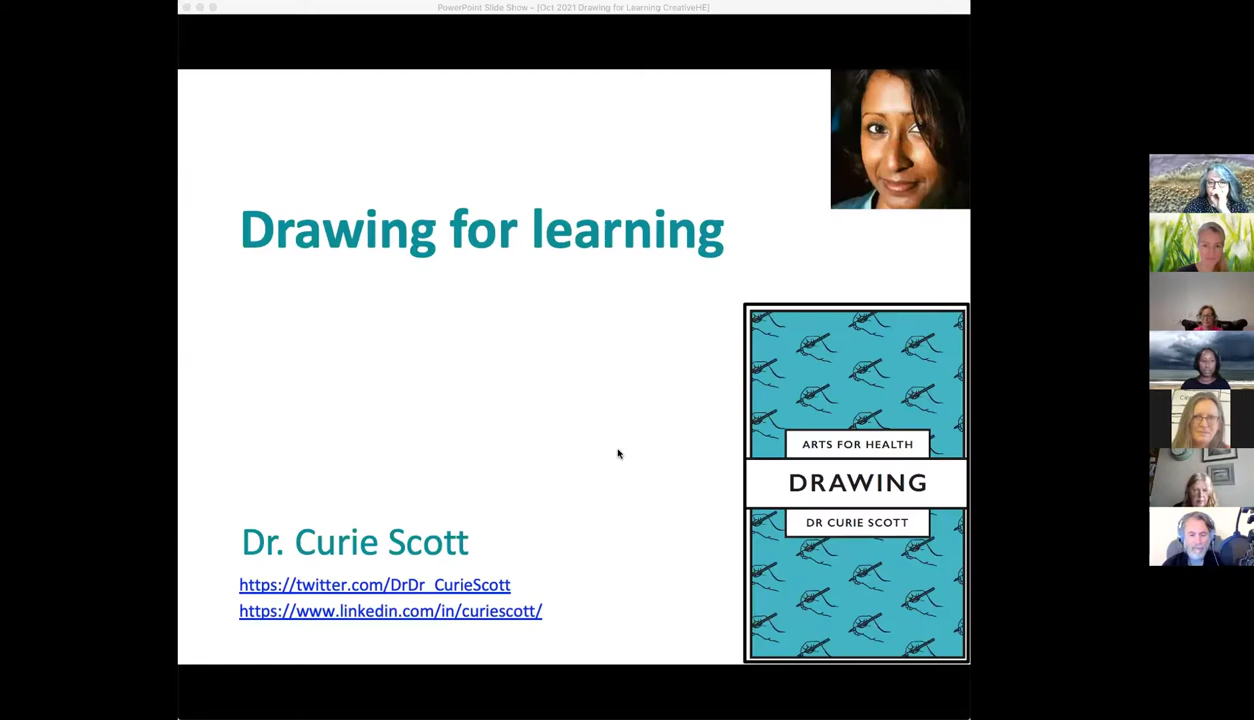 PowerPoint Slide Show - [Oct 2021 Drawing for Learning CreativeHE]
Drawing for learning
ARTS FOR HEALTH
DRAWING
DR CURIE SCOTT
Dr. Curie Scott
https://twitter.com/DrDr_CurieScott
https://www.linkedin.com/in/curiescott/